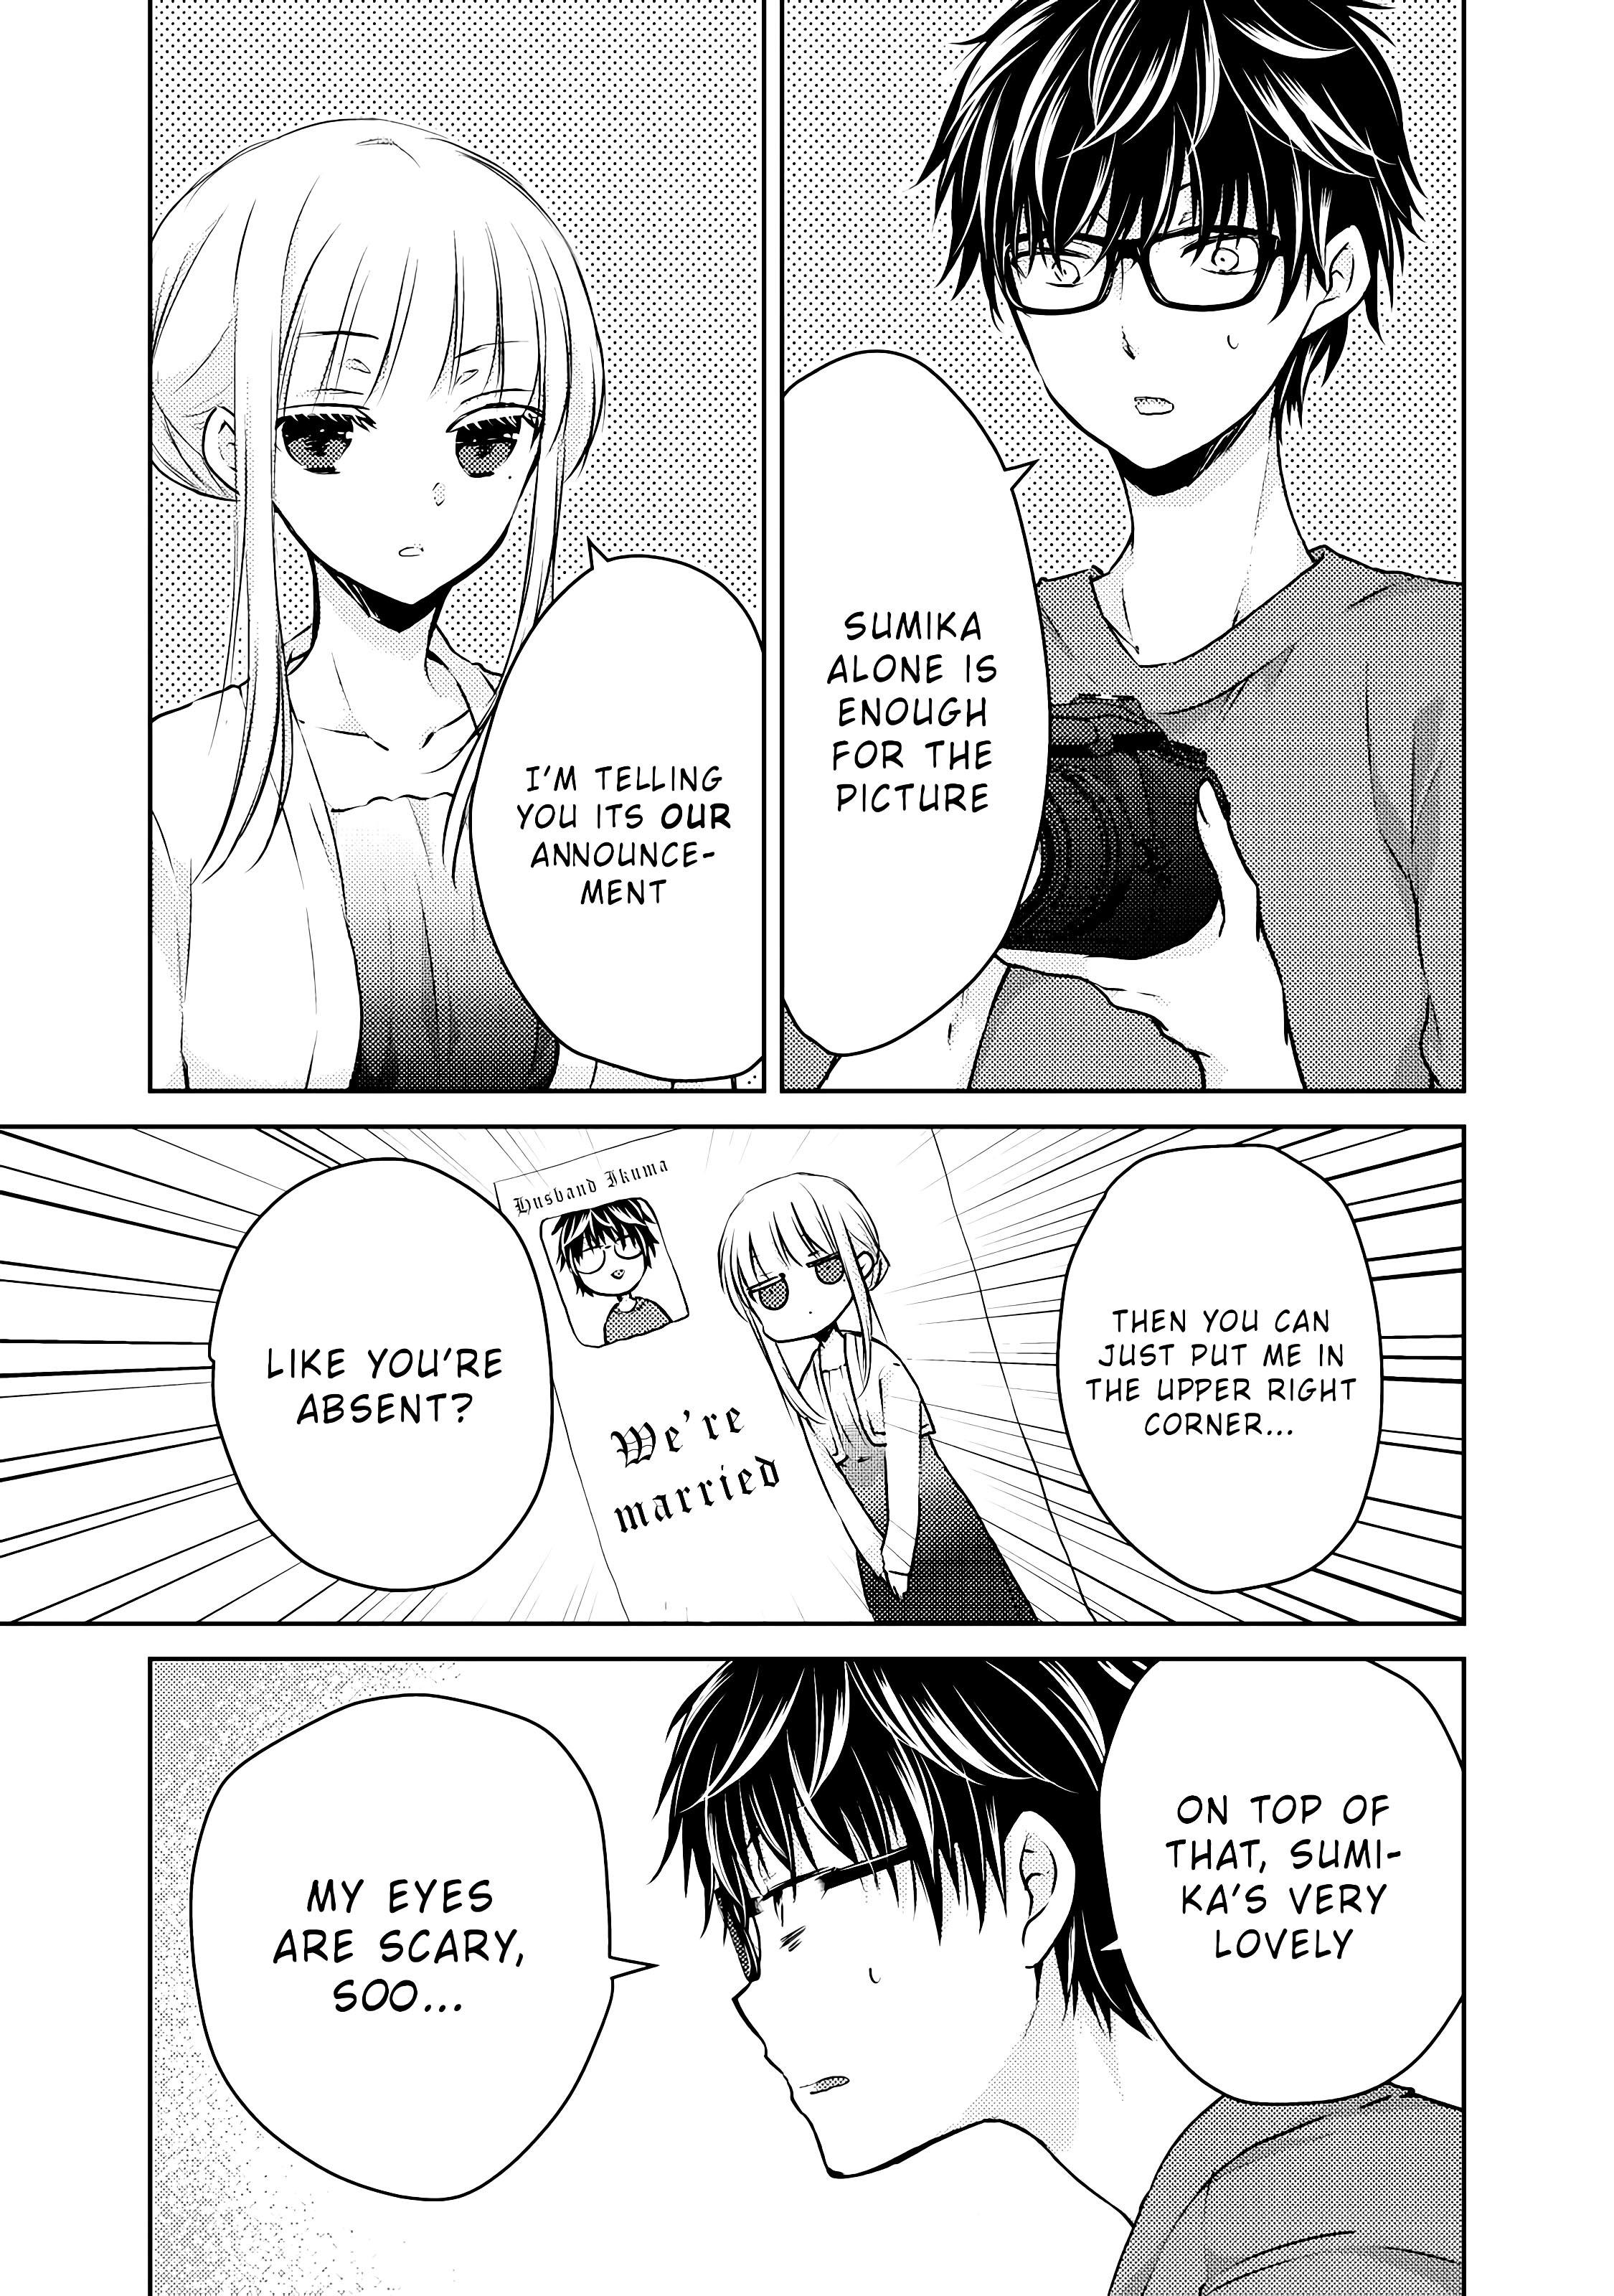 SUMIKA
ALONE IS
ENOUGH
FOR THE
PICTURE
I'M TELLING
YOU ITS OUR
ANNOUNCE-
MENT
THEN YOU CAN
JUST PUT ME IN
THE UPPER RIGHT
CORNER...
Husband Ikuma
We're
married
LIKE YOU'RE
ABSENT?
ON TOP OF
THAT, SUMI-
KA'S VERY
LOVELY
MY EYES
ARE SCARY,
SOO...